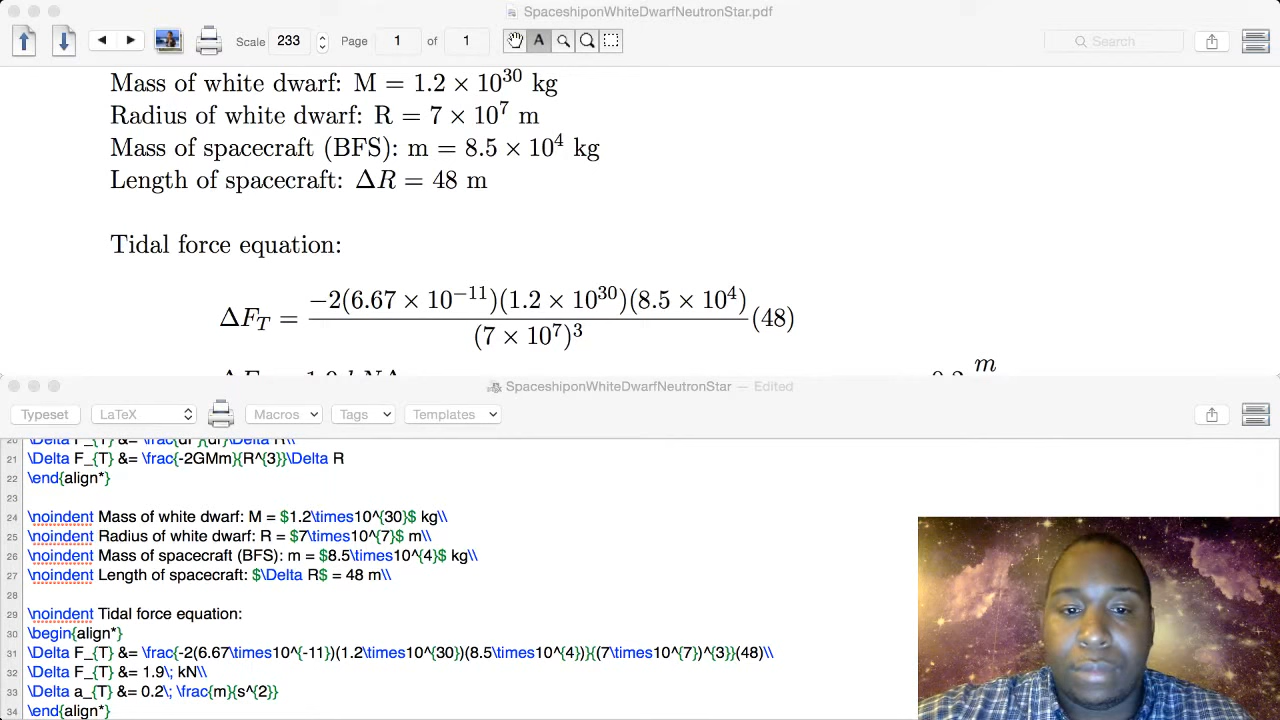 SpaceshiponWhiteDwarfNeutronStar.pdf
Scale 233 Page 1 of 1 A Search
Mass of white dwarf: M = 1.2 × 10^30 kg
Radius of white dwarf: R = 7 × 10^7 m
Mass of spacecraft (BFS): m = 8.5 × 10^4 kg
Length of spacecraft: ΔR = 48 m
Tidal force equation:
ΔF_T = −2(6.67 × 10^−11)(1.2 × 10^30)(8.5 × 10^4) / (7 × 10^7)^3 (48)
m
SpaceshiponWhiteDwarfNeutronStar — Edited
Typeset LaTeX Macros Tags Templates
20 \Delta F_{T} &= \frac{dF}{dr}\Delta R\\
21 \Delta F_{T} &= \frac{-2GMm}{R^{3}}\Delta R
22 \end{align*}
23
24 \noindent Mass of white dwarf: M = $1.2\times10^{30}$ kg\\
25 \noindent Radius of white dwarf: R = $7\times10^{7}$ m\\
26 \noindent Mass of spacecraft (BFS): m = $8.5\times10^{4}$ kg\\
27 \noindent Length of spacecraft: $\Delta R$ = 48 m\\
28
29 \noindent Tidal force equation:
30 \begin{align*}
31 \Delta F_{T} &= \frac{-2(6.67\times10^{-11})(1.2\times10^{30})(8.5\times10^{4})}{(7\times10^{7})^{3}}(48)\\
32 \Delta F_{T} &= 1.9\; kN\\
33 \Delta a_{T} &= 0.2\; \frac{m}{s^{2}}
34 \end{align*}